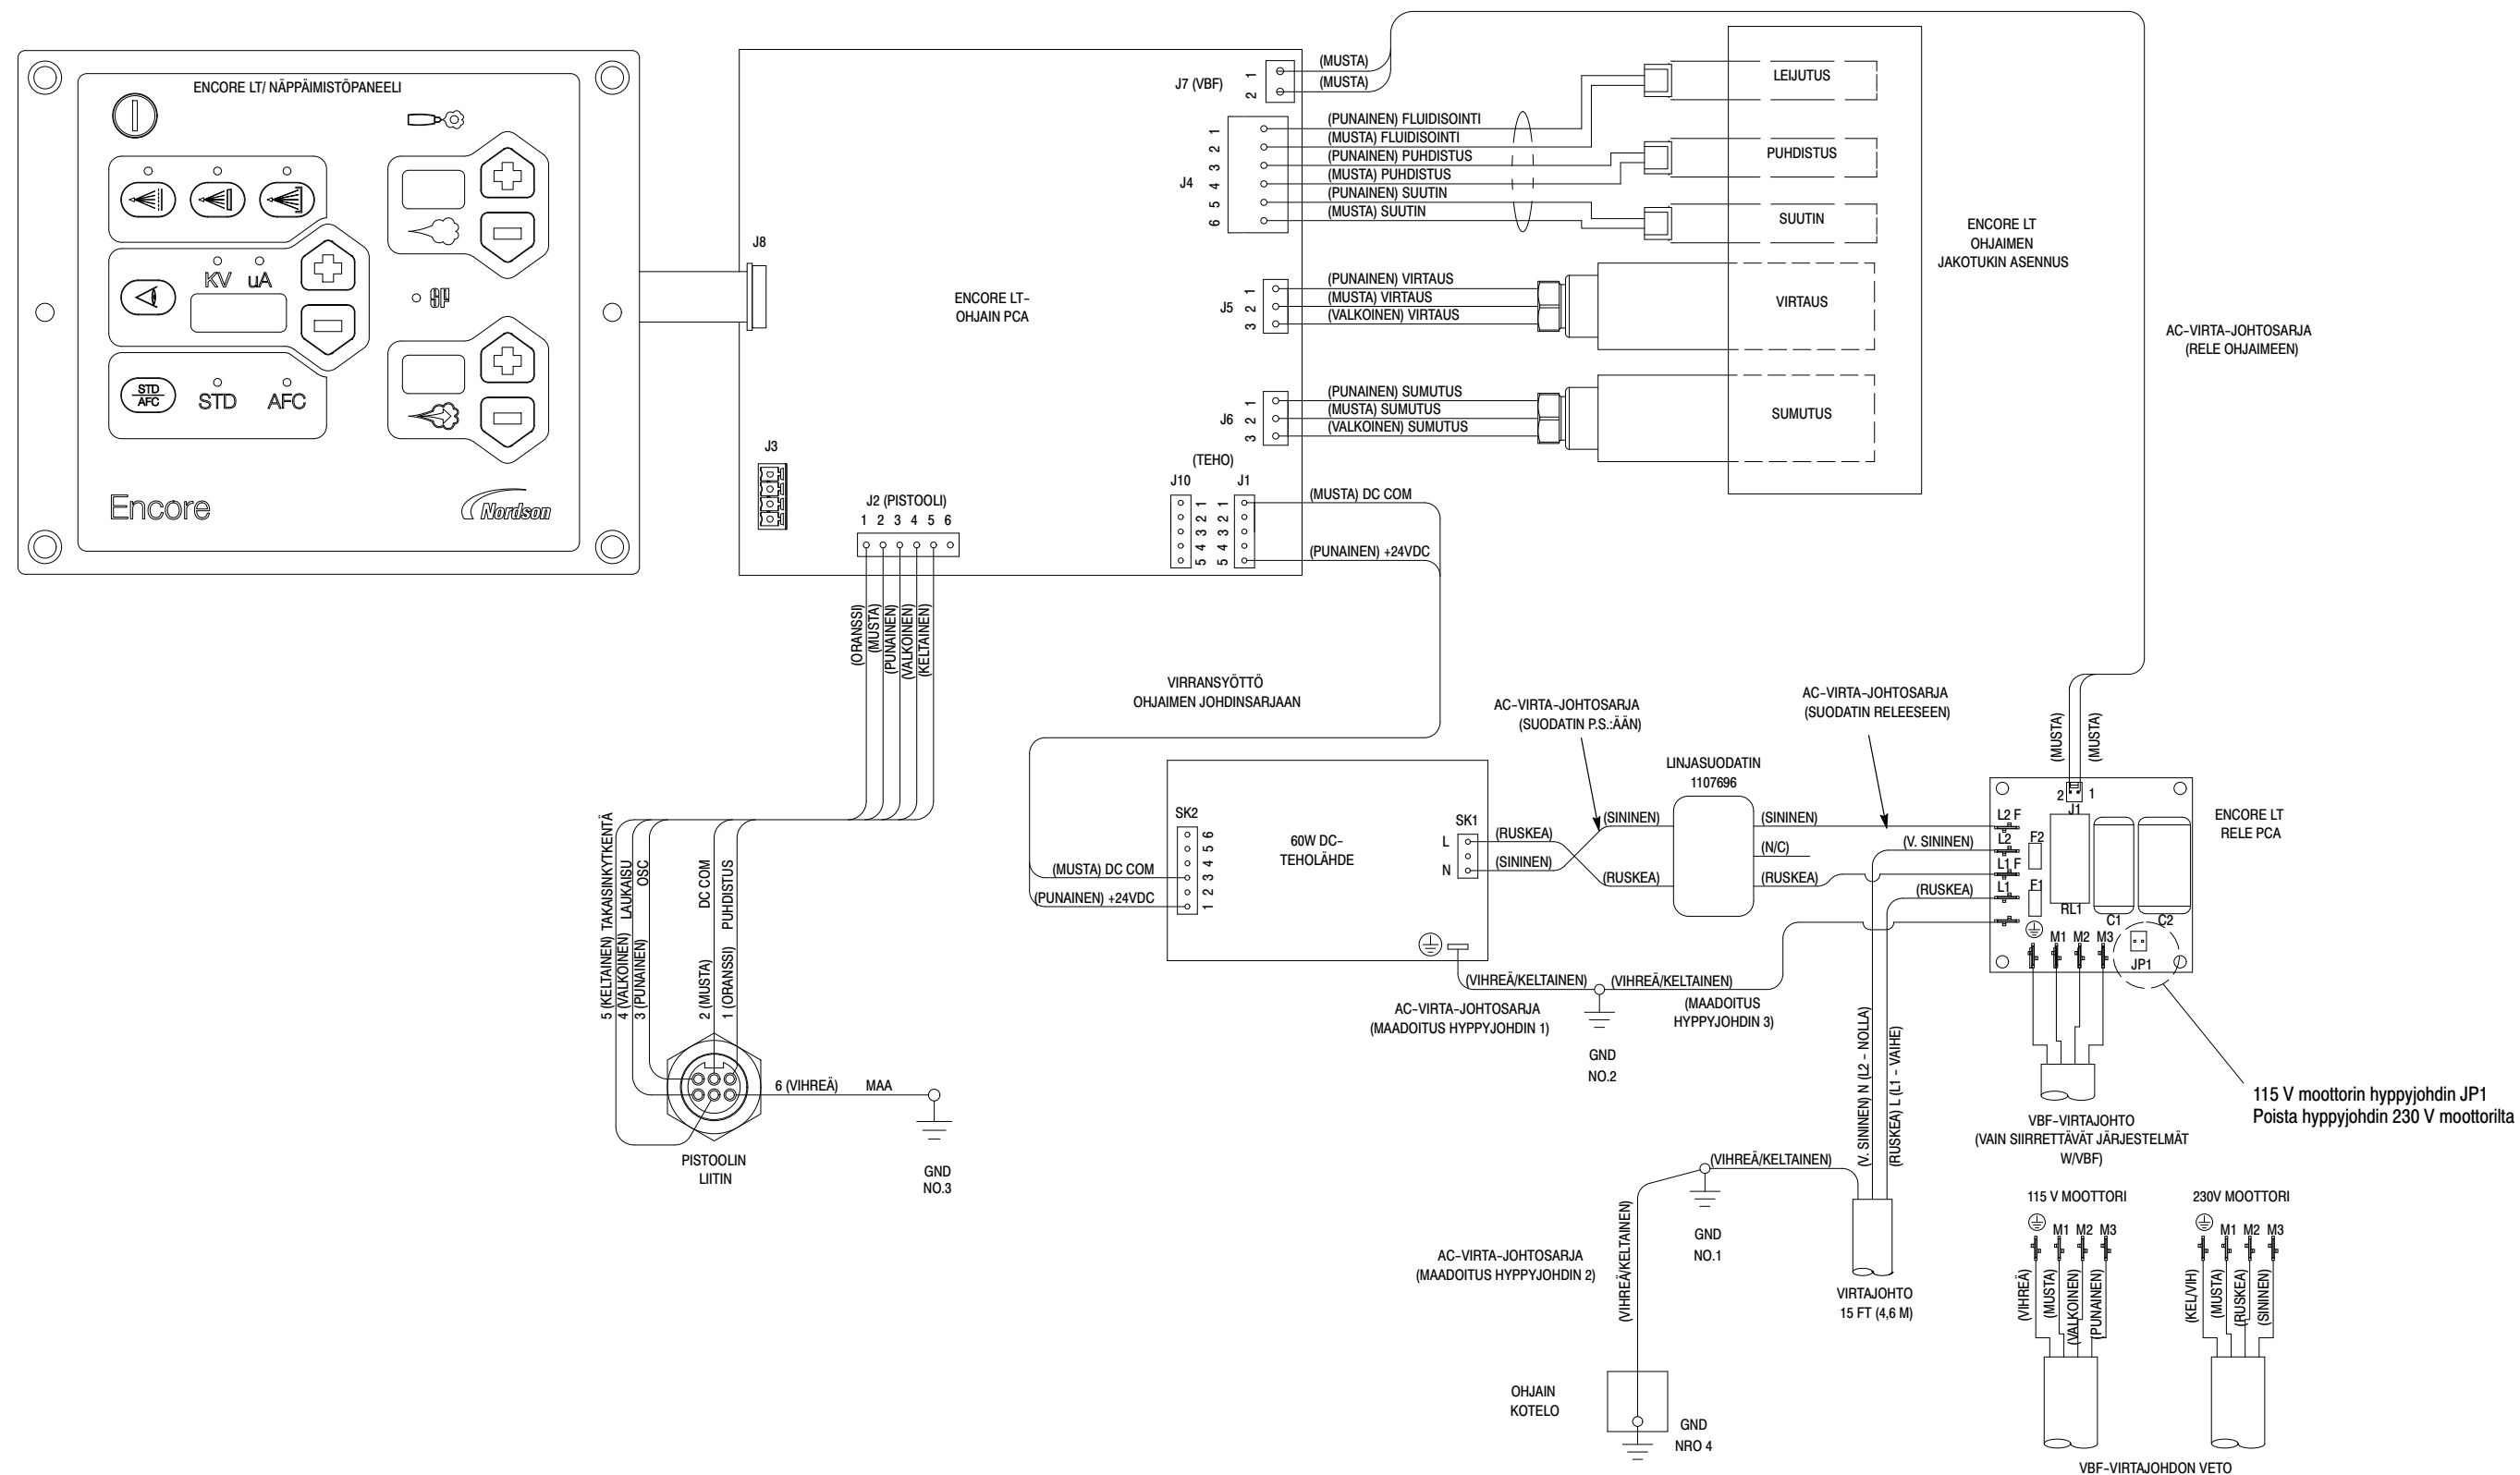 ENCORE LT/ NÄPPÄIMISTÖPANEELI
KV uA
SP
STD
AFC
STD AFC
Encore
Nordson
J8
J3
ENCORE LT-
OHJAIN PCA
J2 (PISTOOLI)
1 2 3 4 5 6
(ORANSSI)
(MUSTA)
(PUNAINEN)
(VALKOINEN)
(KELTAINEN)
J7 (VBF)
1
2
(MUSTA)
(MUSTA)
J4
1
2
3
4
5
6
(PUNAINEN) FLUIDISOINTI
(MUSTA) FLUIDISOINTI
(PUNAINEN) PUHDISTUS
(MUSTA) PUHDISTUS
(PUNAINEN) SUUTIN
(MUSTA) SUUTIN
J5
1
2
3
(PUNAINEN) VIRTAUS
(MUSTA) VIRTAUS
(VALKOINEN) VIRTAUS
J6
1
2
3
(PUNAINEN) SUMUTUS
(MUSTA) SUMUTUS
(VALKOINEN) SUMUTUS
(TEHO)
J10 J1
1 1
2 2
3 3
4 4
5 5
(MUSTA) DC COM
(PUNAINEN) +24VDC
LEIJUTUS
PUHDISTUS
SUUTIN
VIRTAUS
SUMUTUS
ENCORE LT
OHJAIMEN
JAKOTUKIN ASENNUS
AC-VIRTA-JOHTOSARJA
(RELE OHJAIMEEN)
VIRRANSYÖTTÖ
OHJAIMEN JOHDINSARJAAN
AC-VIRTA-JOHTOSARJA
(SUODATIN P.S.:ÄÄN)
AC-VIRTA-JOHTOSARJA
(SUODATIN RELEESEEN)
LINJASUODATIN
1107696
SK2
6
5
4
3
2
1
(MUSTA) DC COM
(PUNAINEN) +24VDC
60W DC-
TEHOLÄHDE
SK1
L
N
(RUSKEA)
(SININEN)
(SININEN)
(RUSKEA)
(SININEN)
(N/C)
(RUSKEA)
(V. SININEN)
(RUSKEA)
(MUSTA)
(MUSTA)
2 1
J1
L2 F
L2
L1 F
L1
F2
F1
RL1
C1
C2
M1 M2 M3
JP1
ENCORE LT
RELE PCA
(VIHREÄ/KELTAINEN)
(VIHREÄ/KELTAINEN)
AC-VIRTA-JOHTOSARJA
(MAADOITUS HYPPYJOHDIN 1)
(MAADOITUS
HYPPYJOHDIN 3)
GND
NO.2
5 (KELTAINEN) TAKAISINKYTKENTÄ
4 (VALKOINEN) LAUKAISU
3 (PUNAINEN) OSC
2 (MUSTA) DC COM
1 (ORANSSI) PUHDISTUS
6 (VIHREÄ) MAA
PISTOOLIN
LIITIN
GND
NO.3
(V. SININEN) N (L2 - NOLLA)
(RUSKEA) L (L1 - VAIHE)
115 V moottorin hyppyjohdin JP1
Poista hyppyjohdin 230 V moottorilta
VBF-VIRTAJOHTO
(VAIN SIIRRETTÄVÄT JÄRJESTELMÄT
W/VBF)
(VIHREÄ/KELTAINEN)
(VIHREÄ/KELTAINEN)
GND
NO.1
AC-VIRTA-JOHTOSARJA
(MAADOITUS HYPPYJOHDIN 2)
VIRTAJOHTO
15 FT (4,6 M)
OHJAIN
KOTELO
GND
NRO 4
115 V MOOTTORI
M1 M2 M3
(VIHREÄ)
(MUSTA)
(VALKOINEN)
(PUNAINEN)
230V MOOTTORI
M1 M2 M3
(KEL/VIH)
(MUSTA)
(RUSKEA)
(SININEN)
VBF-VIRTAJOHDON VETO